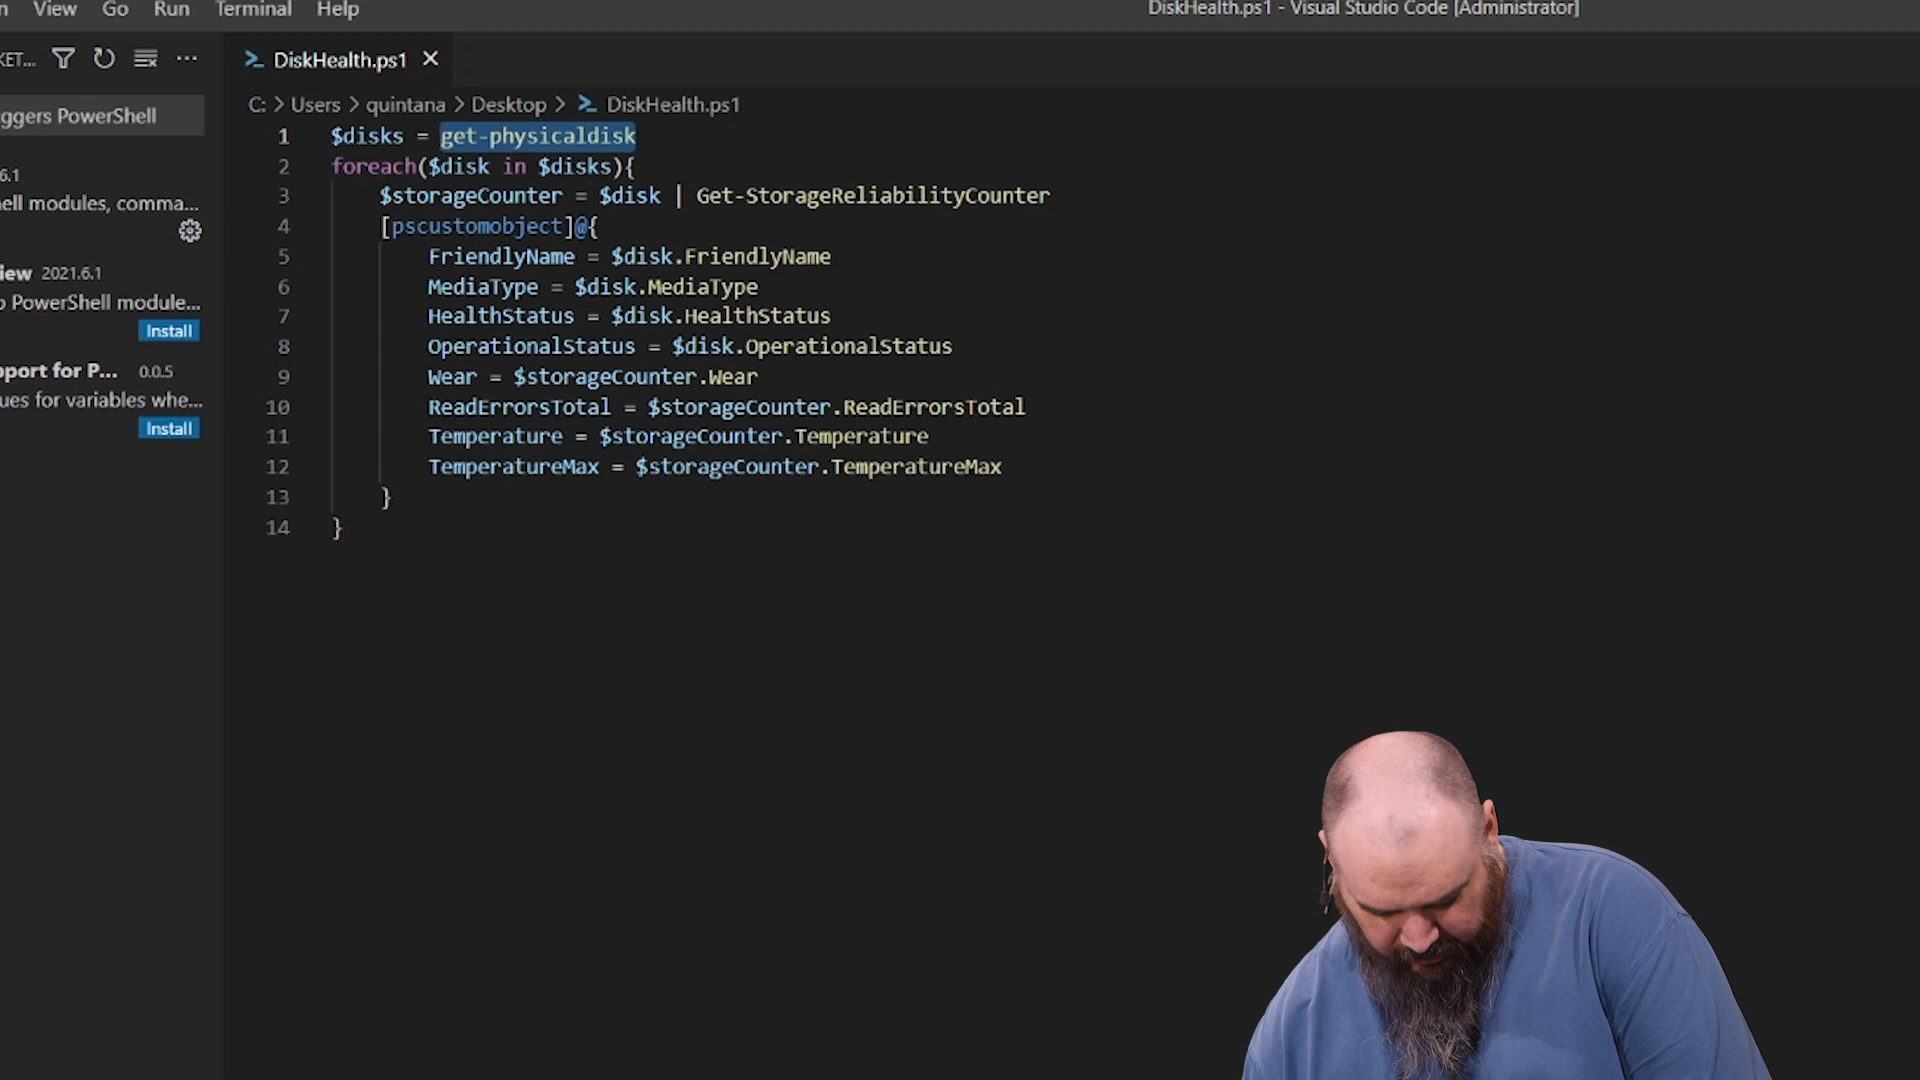 View Go Run Terminal Help
DiskHealth.ps1 - Visual Studio Code [Administrator]
DiskHealth.ps1
ggers PowerShell
C: > Users > quintana > Desktop > DiskHealth.ps1
6.1
ell modules, comma...
iew 2021.6.1
o PowerShell module...
Install
pport for P... 0.0.5
ues for variables whe...
Install
1 $disks = get-physicaldisk
2 foreach($disk in $disks){
3 $storageCounter = $disk | Get-StorageReliabilityCounter
4 [pscustomobject]@{
5 FriendlyName = $disk.FriendlyName
6 MediaType = $disk.MediaType
7 HealthStatus = $disk.HealthStatus
8 OperationalStatus = $disk.OperationalStatus
9 Wear = $storageCounter.Wear
10 ReadErrorsTotal = $storageCounter.ReadErrorsTotal
11 Temperature = $storageCounter.Temperature
12 TemperatureMax = $storageCounter.TemperatureMax
13 }
14 }